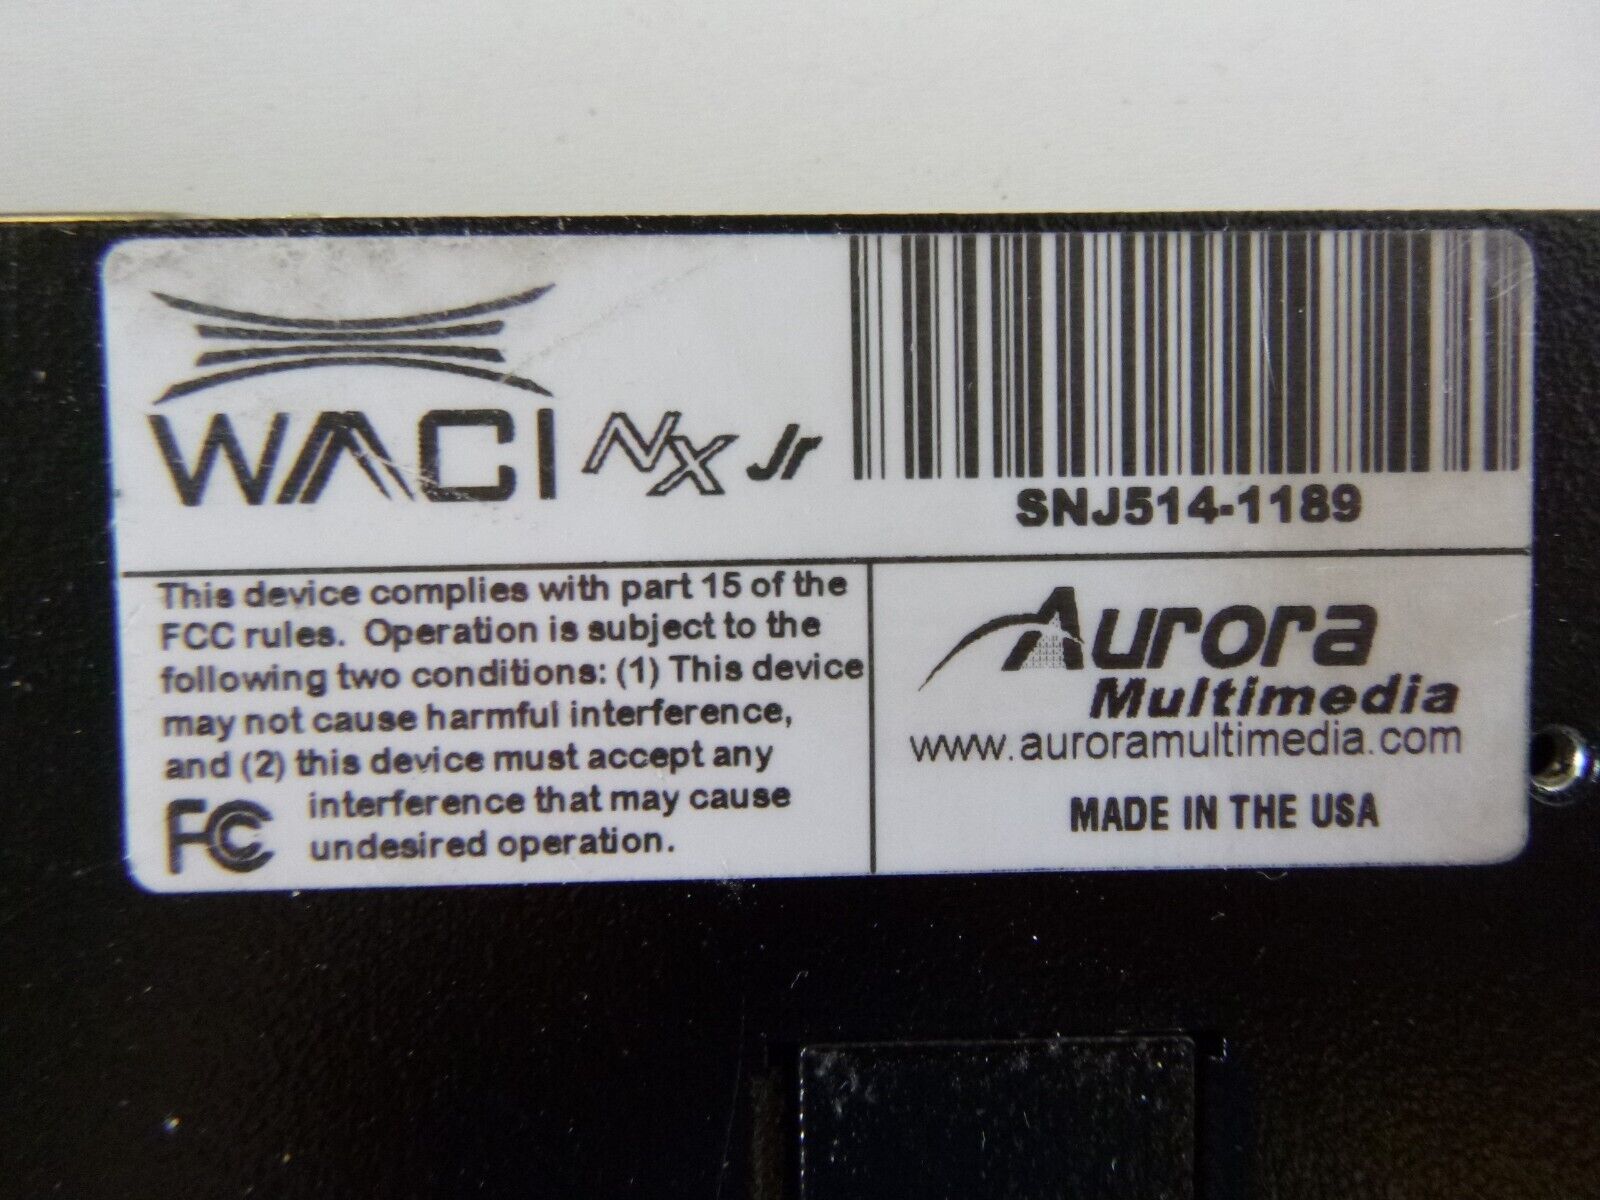 WACI NX Jr
SNJ514-1189
This device complies with part 15 of the
FCC rules. Operation is subject to the
following two conditions: (1) This device
may not cause harmful interference,
and (2) this device must accept any
interference that may cause
undesired operation.
FC
Aurora
Multimedia
www.auroramultimedia.com
MADE IN THE USA